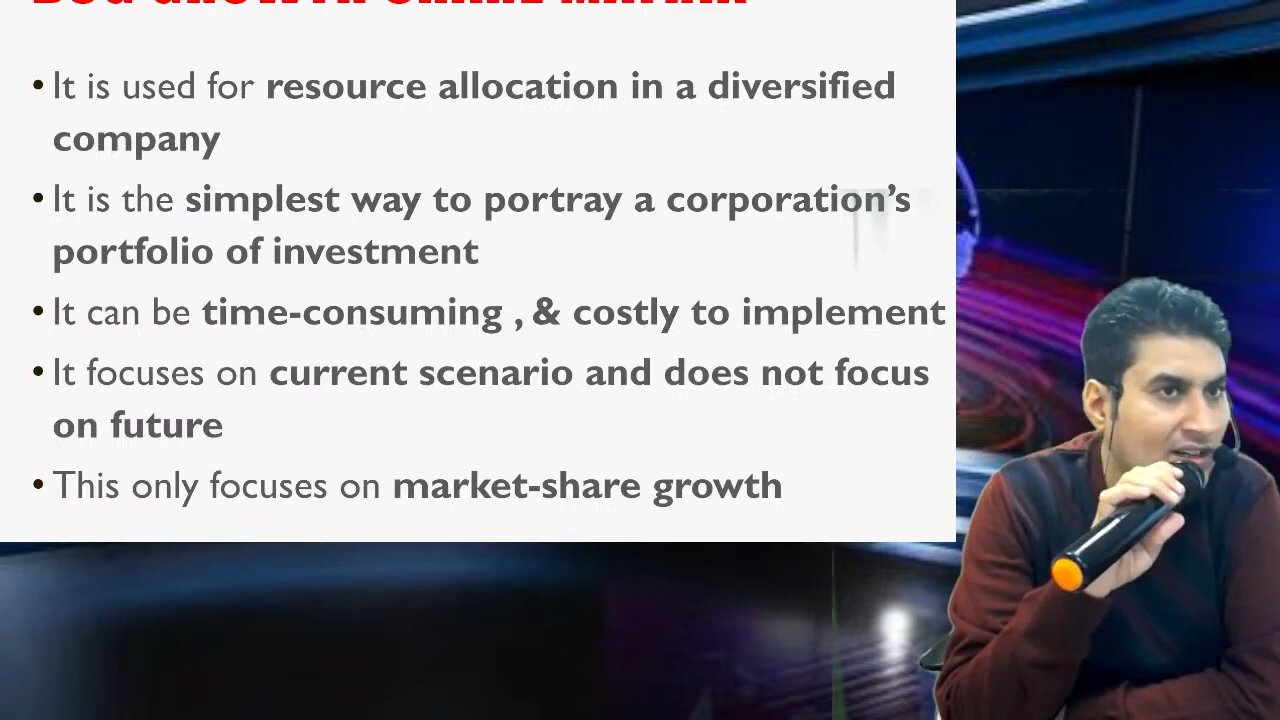 • It is used for resource allocation in a diversified
company
• It is the simplest way to portray a corporation’s
portfolio of investment
• It can be time-consuming , & costly to implement
• It focuses on current scenario and does not focus
on future
• This only focuses on market-share growth